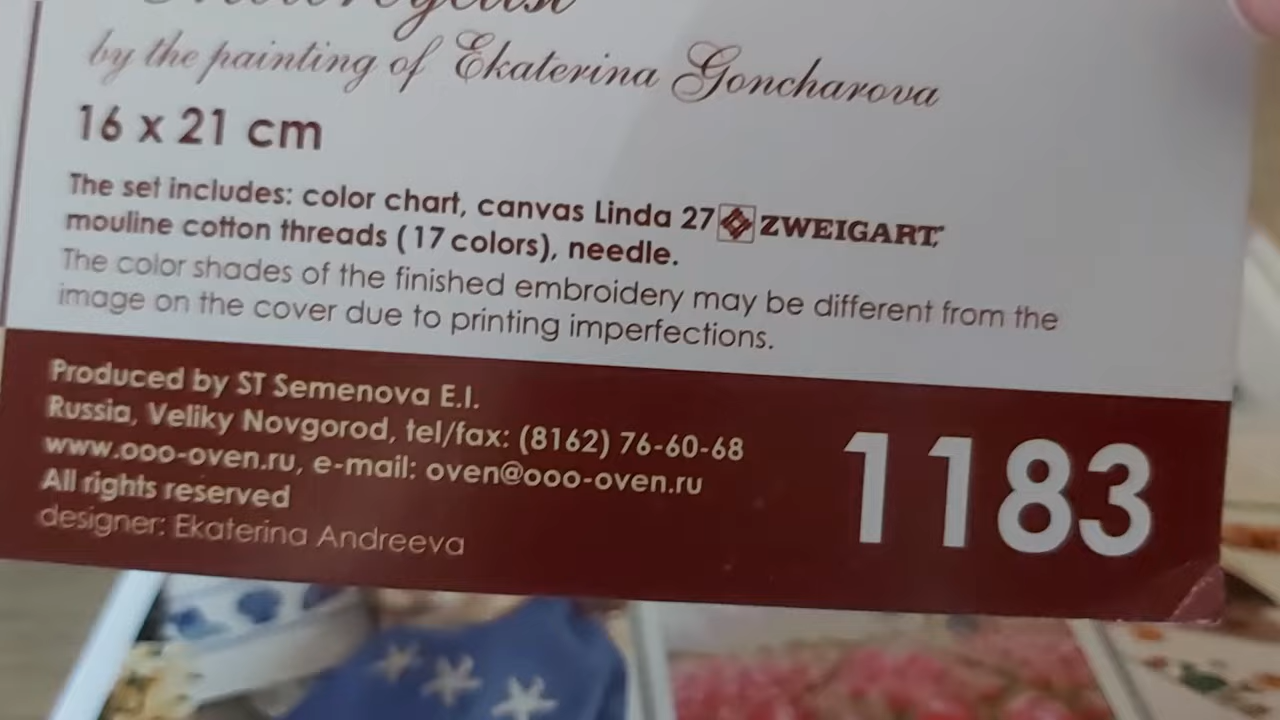 by the painting of Ekaterina Goncharova
16 x 21 cm
The set includes: color chart, canvas Linda 27 ZWEIGART
mouline cotton threads (17 colors), needle.
The color shades of the finished embroidery may be different from the
image on the cover due to printing imperfections.
Produced by ST Semenova E.I.
Russia, Veliky Novgorod, tel/fax: (8162) 76-60-68
www.ooo-oven.ru, e-mail: oven@ooo-oven.ru
All rights reserved
designer: Ekaterina Andreeva
1183